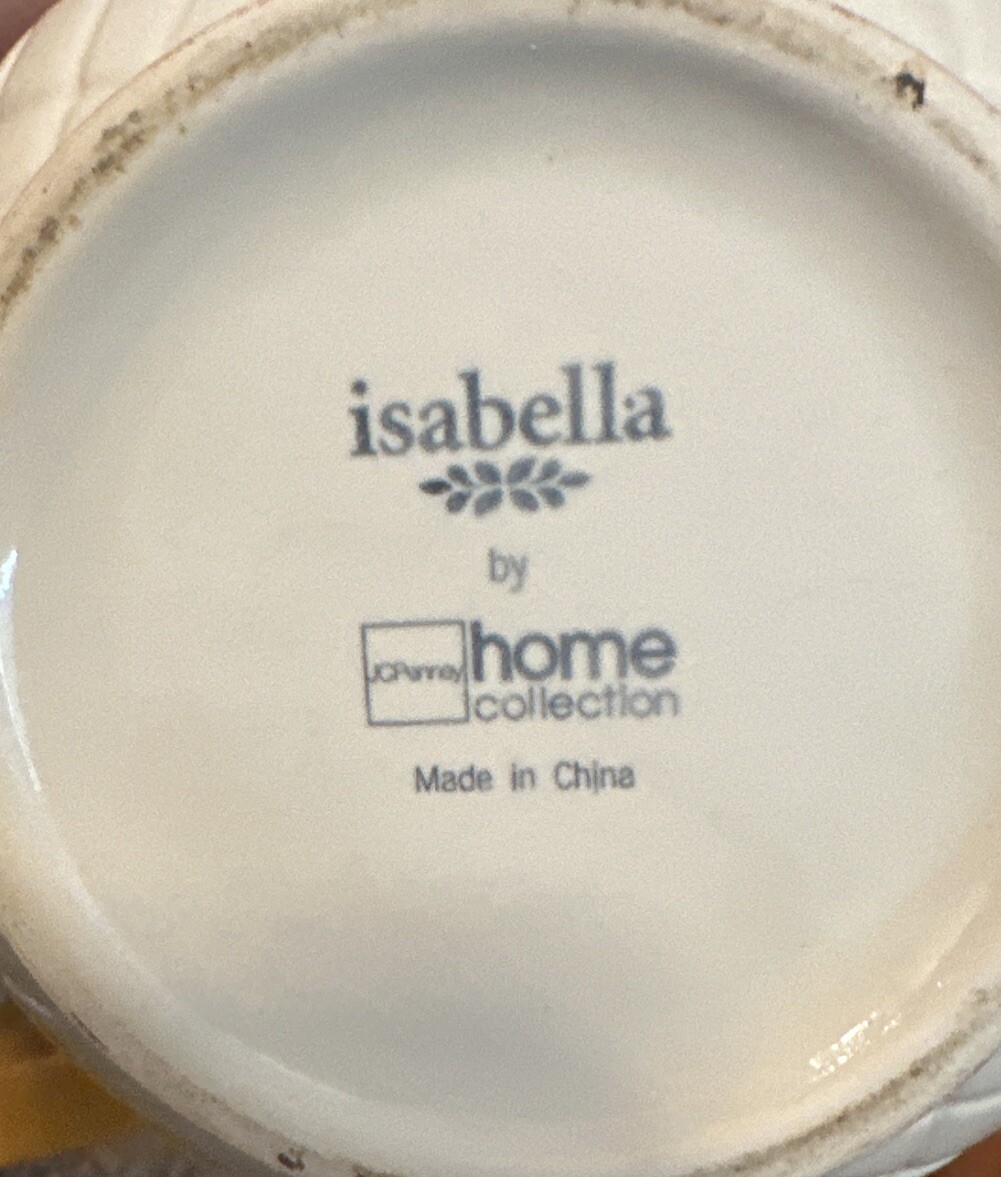 isabella
by
JCPenney
home
collection
Made in China